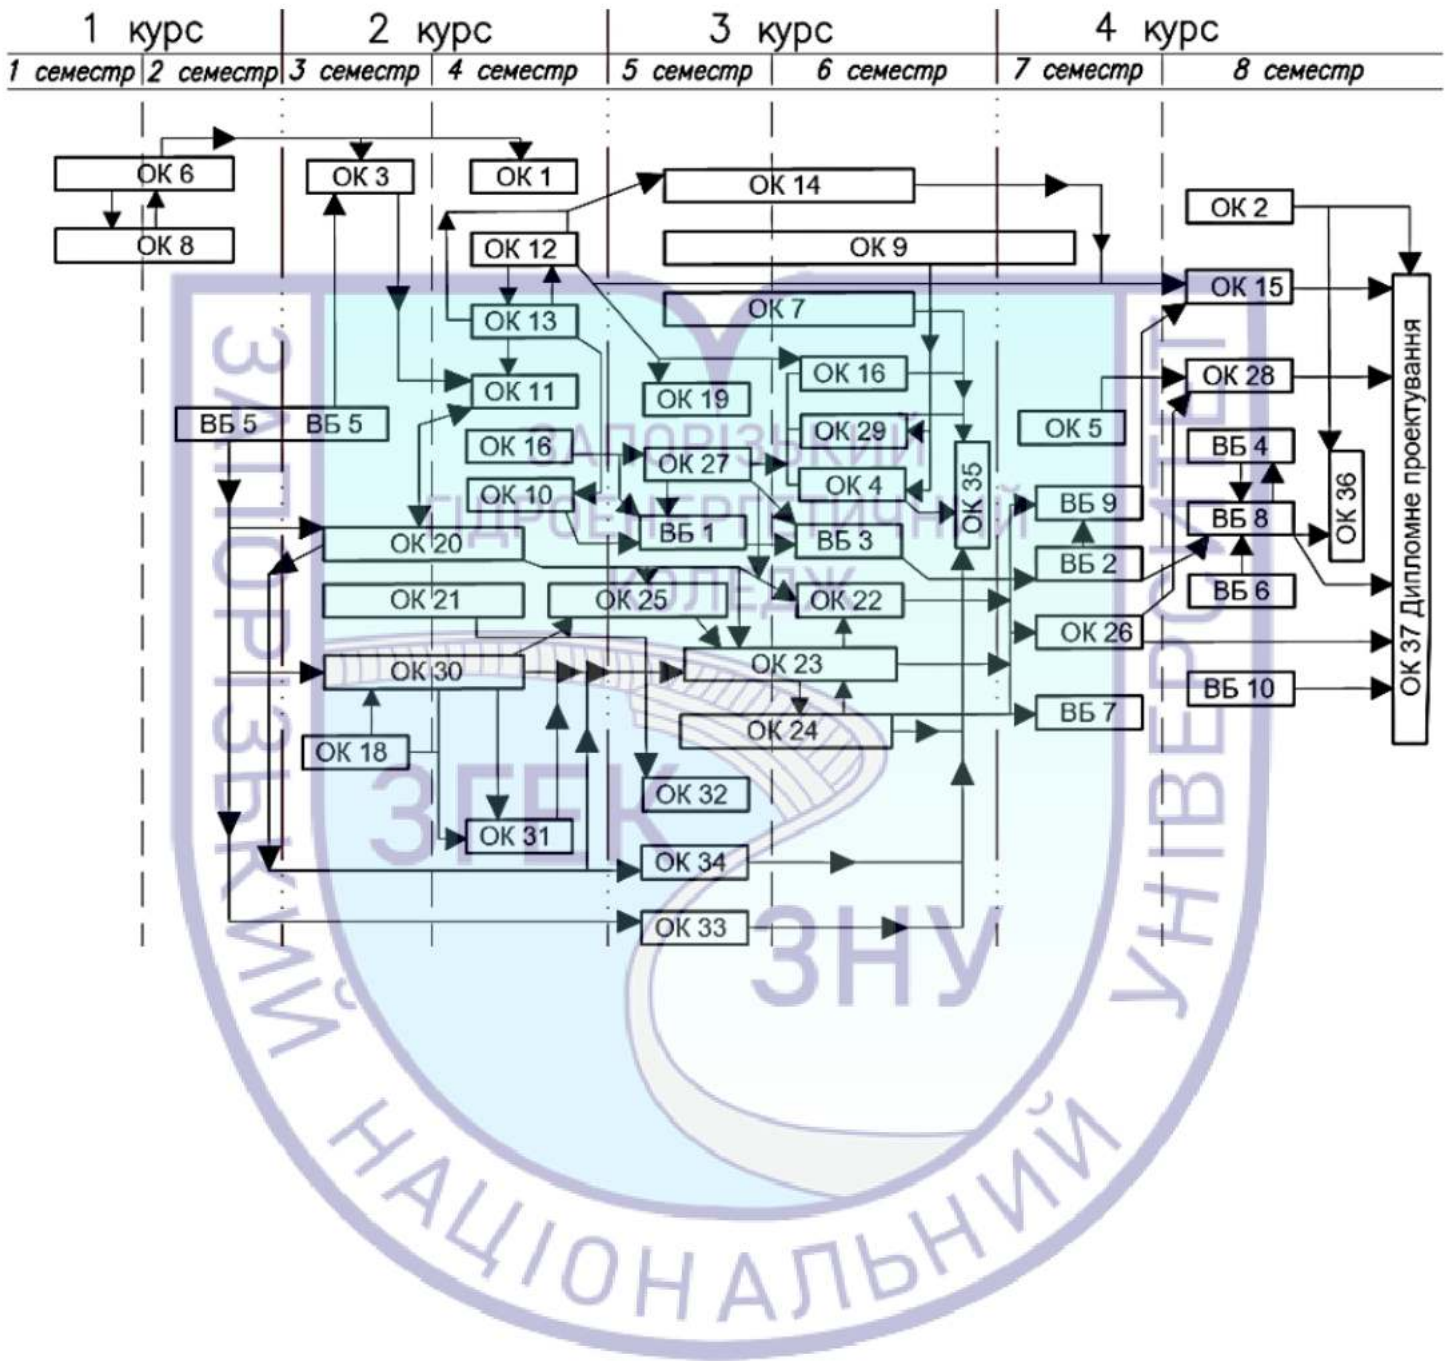 1 курс 2 курс 3 курс 4 курс
1 семестр 2 семестр 3 семестр 4 семестр 5 семестр 6 семестр 7 семестр 8 семестр
ОК 6
ОК 3
ОК 1
ОК 14
ОК 2
ОК 8
ОК 12
ОК 9
ОК 15
ОК 13
ОК 7
ОК 11
ОК 19
ОК 16
ОК 28
ВБ 5
ВБ 5
ОК 16
ОК 27
ОК 29
ОК 5
ВБ 4
ОК 10
ОК 4
ОК 35
ВБ 9
ВБ 8
ОК 36
ОК 20
ВБ 1
ВБ 3
ВБ 2
ВБ 6
ОК 21
ОК 25
ОК 22
ОК 26
ОК 30
ОК 23
ВБ 10
ОК 18
ОК 24
ВБ 7
ОК 37 Дипломне проектування
ОК 32
ОК 31
ОК 34
ОК 33
ЗАПОРІЗЬКИЙ
ГІДРОЕНЕРГЕТИЧНИЙ
КОЛЕДЖ
ЗГЕК
ЗНУ
ЗАПОРІЗЬКИЙ НАЦІОНАЛЬНИЙ УНІВЕРСИТЕТ